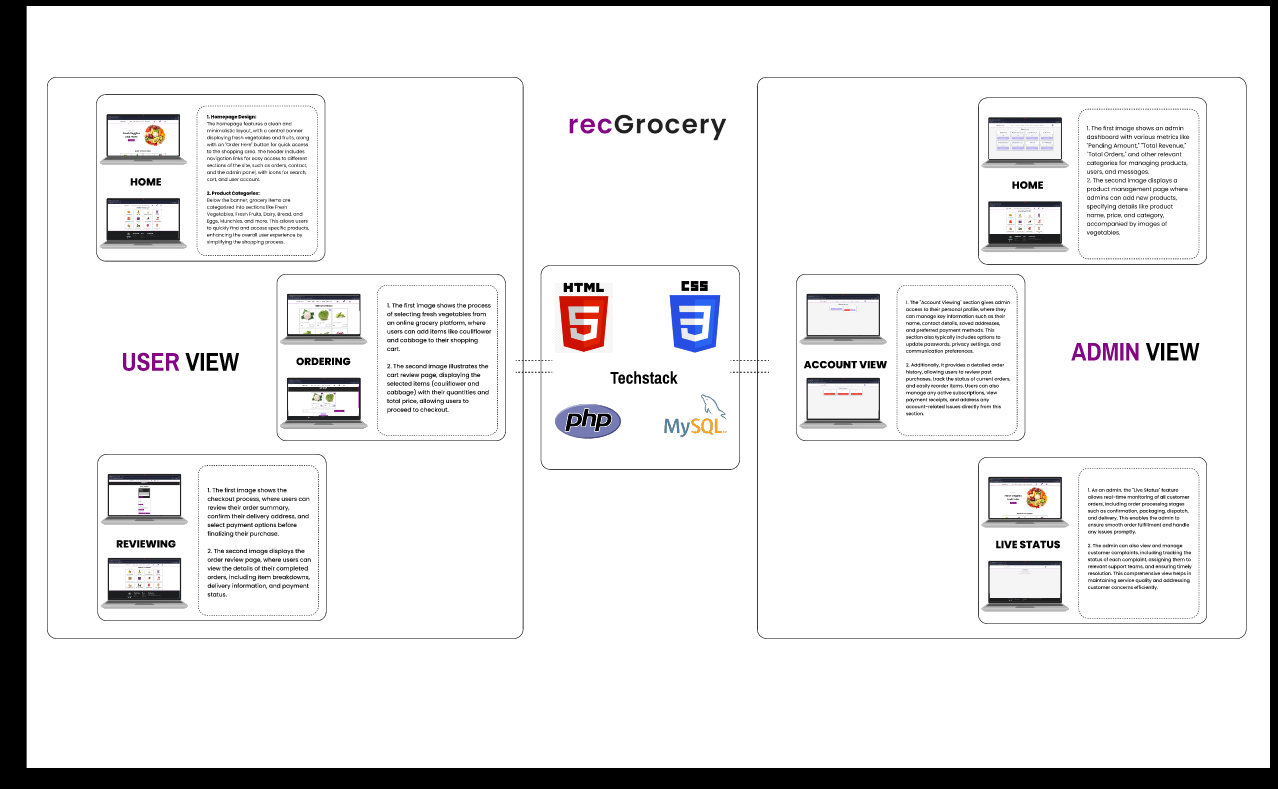 recGrocery
1. Homepage Design:
The homepage features a clean and
minimalistic layout, with a central banner
displaying fresh vegetables and fruits, along
with an "Order Here" button for quick access
to the shopping area. The header includes
navigation links for easy access to different
sections of the site, such as orders, contact,
and the admin panel, with icons for search,
cart, and user account.
2. Product Categories:
Below the banner, grocery items are
categorized into sections like Fresh
Vegetables, Fresh Fruits, Dairy, Bread, and
Eggs, Munchies, and more. This allows users
to quickly find and access specific products,
enhancing the overall user experience by
simplifying the shopping process.
HOME
1. The first image shows the process
of selecting fresh vegetables from
an online grocery platform, where
users can add items like cauliflower
and cabbage to their shopping
cart.
2. The second image illustrates the
cart review page, displaying the
selected items (cauliflower and
cabbage) with their quantities and
total price, allowing users to
proceed to checkout.
ORDERING
USER VIEW
1. The first image shows the
checkout process, where users can
review their order summary,
confirm their delivery address, and
select payment options before
finalizing their purchase.
2. The second image displays the
order review page, where users can
view the details of their completed
orders, including item breakdowns,
delivery information, and payment
status.
REVIEWING
HTML
CSS
Techstack
php
MySQL
1. The first image shows an admin
dashboard with various metrics like
"Pending Amount," "Total Revenue,"
"Total Orders," and other relevant
categories for managing products,
users, and messages.
2. The second image displays a
product management page where
admins can add new products,
specifying details like product
name, price, and category,
accompanied by images of
vegetables.
HOME
1. The "Account Viewing" section gives admin
access to their personal profile, where they
can manage key information such as their
name, contact details, saved addresses,
and preferred payment methods. This
section also typically includes options to
update passwords, privacy settings, and
communication preferences.
2. Additionally, it provides a detailed order
history, allowing users to review past
purchases, track the status of current orders,
and easily reorder items. Users can also
manage any active subscriptions, view
payment receipts, and address any
account-related issues directly from this
section.
ACCOUNT VIEW
ADMIN VIEW
1. As an admin, the "Live Status" feature
allows real-time monitoring of all customer
orders, including order processing stages
such as confirmation, packaging, dispatch,
and delivery. This enables the admin to
ensure smooth order fulfillment and handle
any issues promptly.
2. The admin can also view and manage
customer complaints, including tracking the
status of each complaint, assigning them to
relevant support teams, and ensuring timely
resolution. This comprehensive view helps in
maintaining service quality and addressing
customer concerns efficiently.
LIVE STATUS